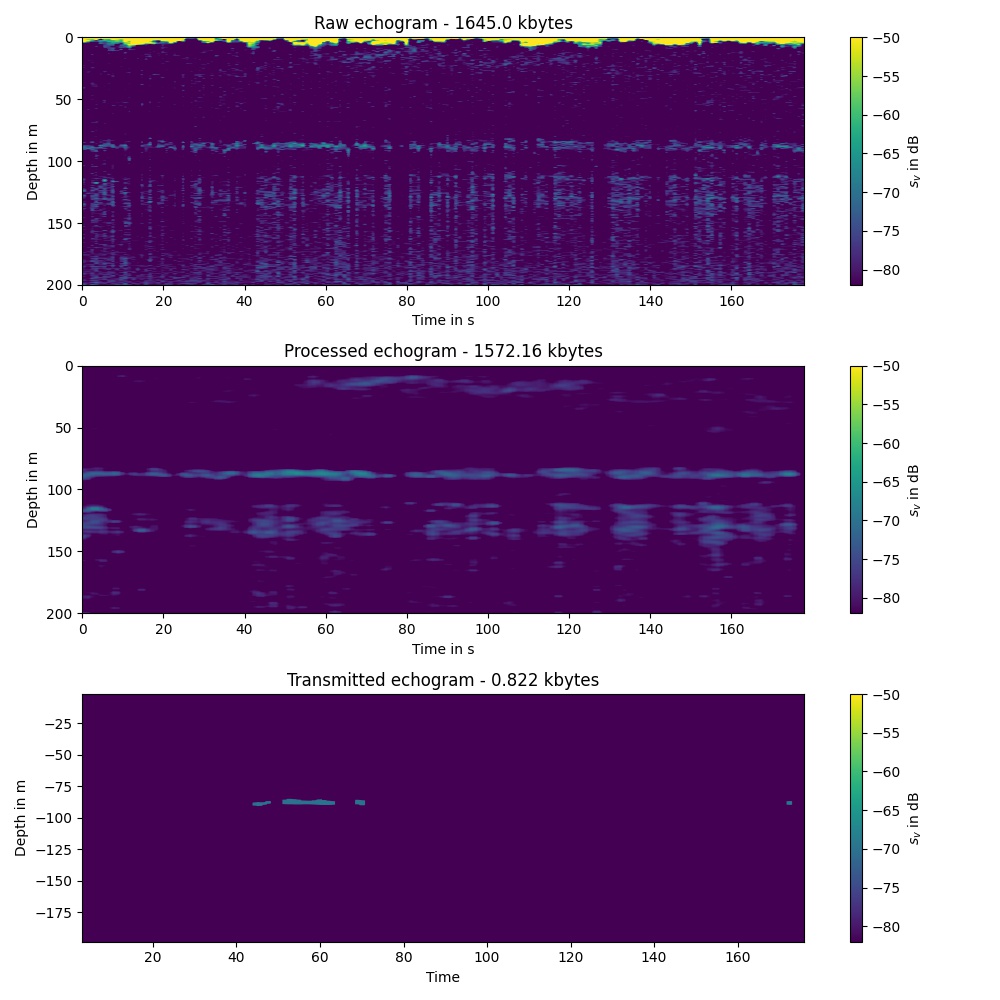 Raw echogram - 1645.0 kbytes
0
50
100
150
200
Depth in m
0 20 40 60 80 100 120 140 160
Time in s
−50
−55
−60
−65
−70
−75
−80
s_v in dB
Processed echogram - 1572.16 kbytes
0
50
100
150
200
Depth in m
0 20 40 60 80 100 120 140 160
Time in s
−50
−55
−60
−65
−70
−75
−80
s_v in dB
Transmitted echogram - 0.822 kbytes
−25
−50
−75
−100
−125
−150
−175
Depth in m
20 40 60 80 100 120 140 160
Time
−50
−55
−60
−65
−70
−75
−80
s_v in dB